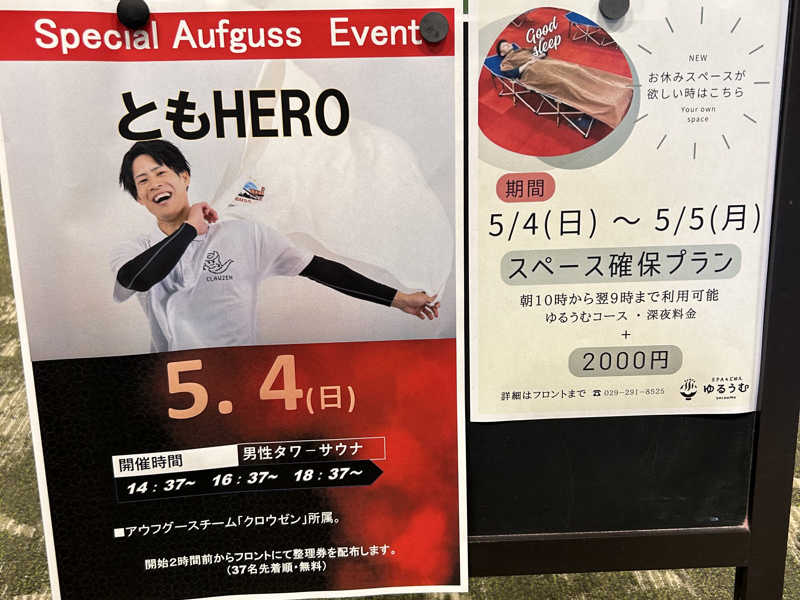 Special Aufguss Event
ともHERO
CLAUZEN
5.4(日)
開催時間
男性タワーサウナ
14:37~ 16:37~ 18:37~
■アウフグースチーム「クロウゼン」所属。
開始2時間前からフロントにて整理券を配布します。
(37名先着順・無料)
Good
sleep
NEW
お休みスペースが
欲しい時はこちら
Your own
space
期間
5/4(日) ～ 5/5(月)
スペース確保プラン
朝10時から翌9時まで利用可能
ゆるうむコース・深夜料金
+
2000円
詳細はフロントまで ☎ 029-291-8525
ゆるうむ
yurauma